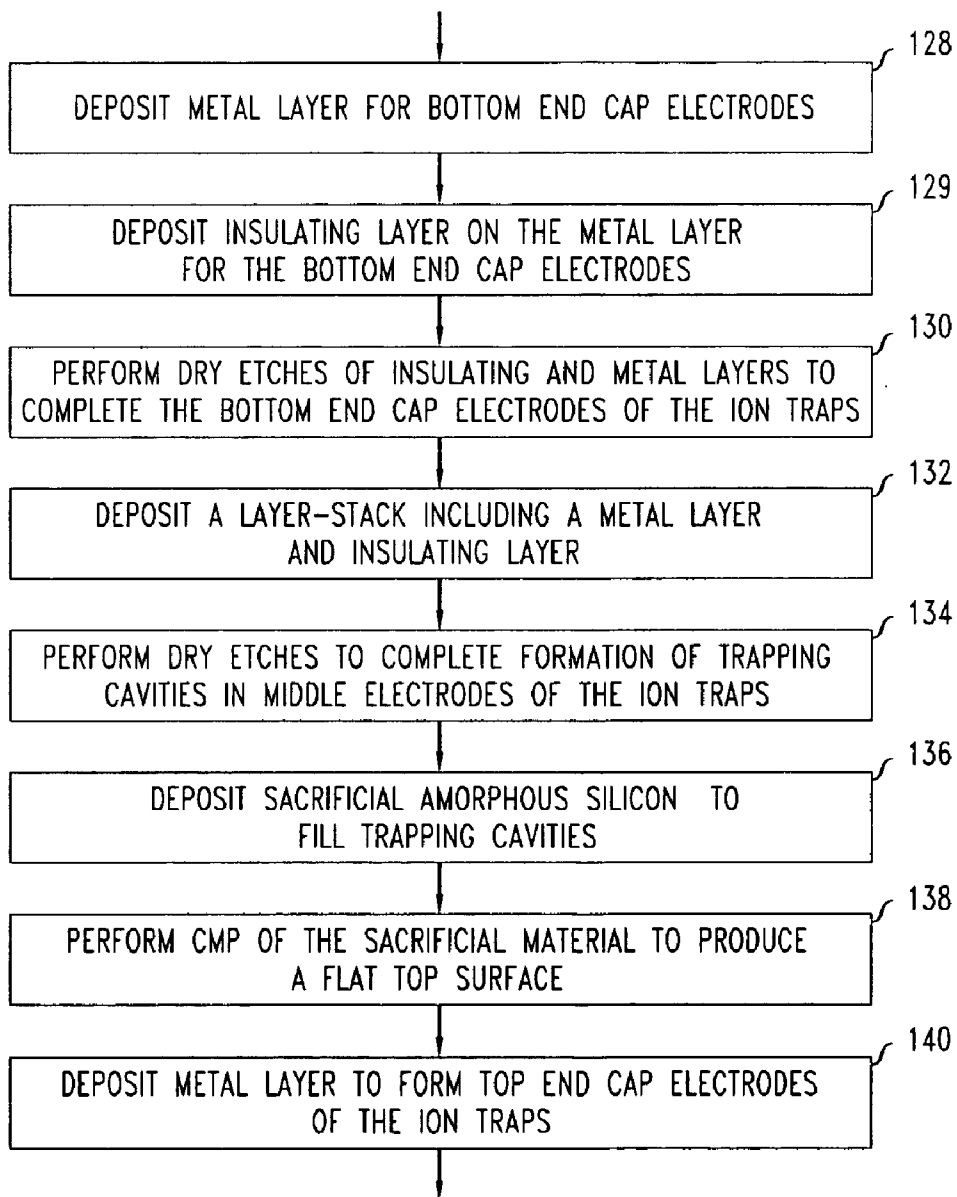 128
DEPOSIT METAL LAYER FOR BOTTOM END CAP ELECTRODES
129
DEPOSIT INSULATING LAYER ON THE METAL LAYER
FOR THE BOTTOM END CAP ELECTRODES
130
PERFORM DRY ETCHES OF INSULATING AND METAL LAYERS TO
COMPLETE THE BOTTOM END CAP ELECTRODES OF THE ION TRAPS
132
DEPOSIT A LAYER-STACK INCLUDING A METAL LAYER
AND INSULATING LAYER
134
PERFORM DRY ETCHES TO COMPLETE FORMATION OF TRAPPING
CAVITIES IN MIDDLE ELECTRODES OF THE ION TRAPS
136
DEPOSIT SACRIFICIAL AMORPHOUS SILICON TO
FILL TRAPPING CAVITIES
138
PERFORM CMP OF THE SACRIFICIAL MATERIAL TO PRODUCE
A FLAT TOP SURFACE
140
DEPOSIT METAL LAYER TO FORM TOP END CAP ELECTRODES
OF THE ION TRAPS